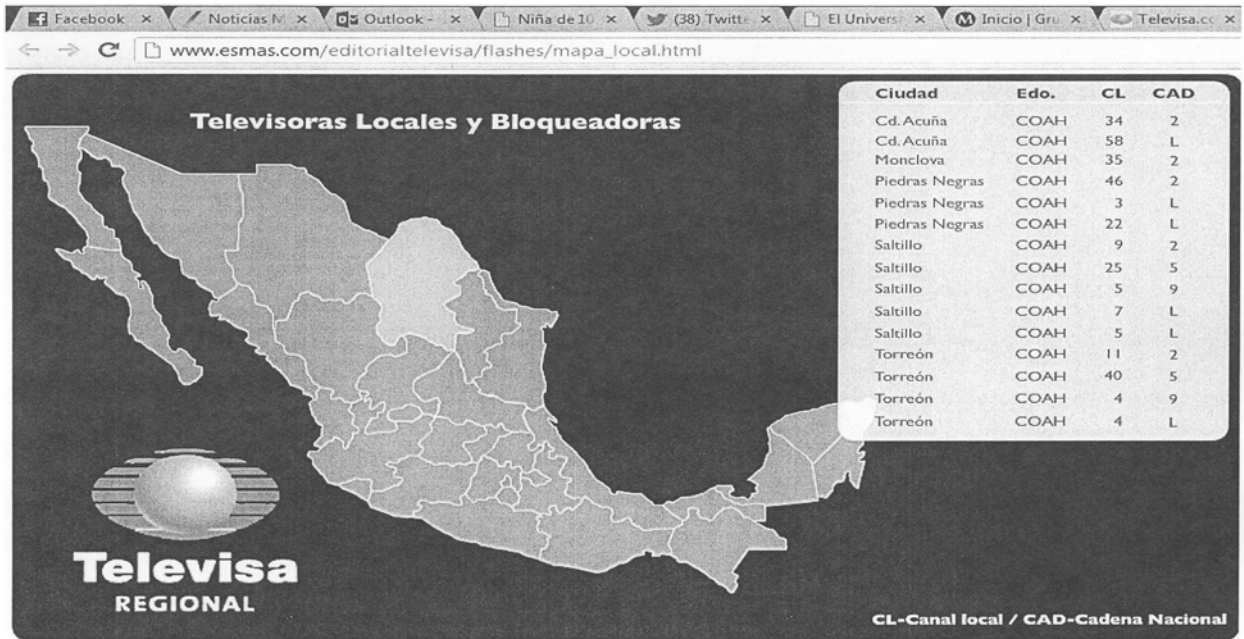 Facebook × Noticias M × Outlook - × Niña de 10 × (38) Twitte × El Univers × Inicio | Gru × Televisa.cc ×
www.esmas.com/editorialtelevisa/flashes/mapa_local.html
Televisoras Locales y Bloqueadoras
Ciudad Edo. CL CAD
Cd. Acuña COAH 34 2
Cd. Acuña COAH 58 L
Monclova COAH 35 2
Piedras Negras COAH 46 2
Piedras Negras COAH 3 L
Piedras Negras COAH 22 L
Saltillo COAH 9 2
Saltillo COAH 25 5
Saltillo COAH 5 9
Saltillo COAH 7 L
Saltillo COAH 5 L
Torreón COAH 11 2
Torreón COAH 40 5
Torreón COAH 4 9
Torreón COAH 4 L
Televisa
REGIONAL
CL-Canal local / CAD-Cadena Nacional